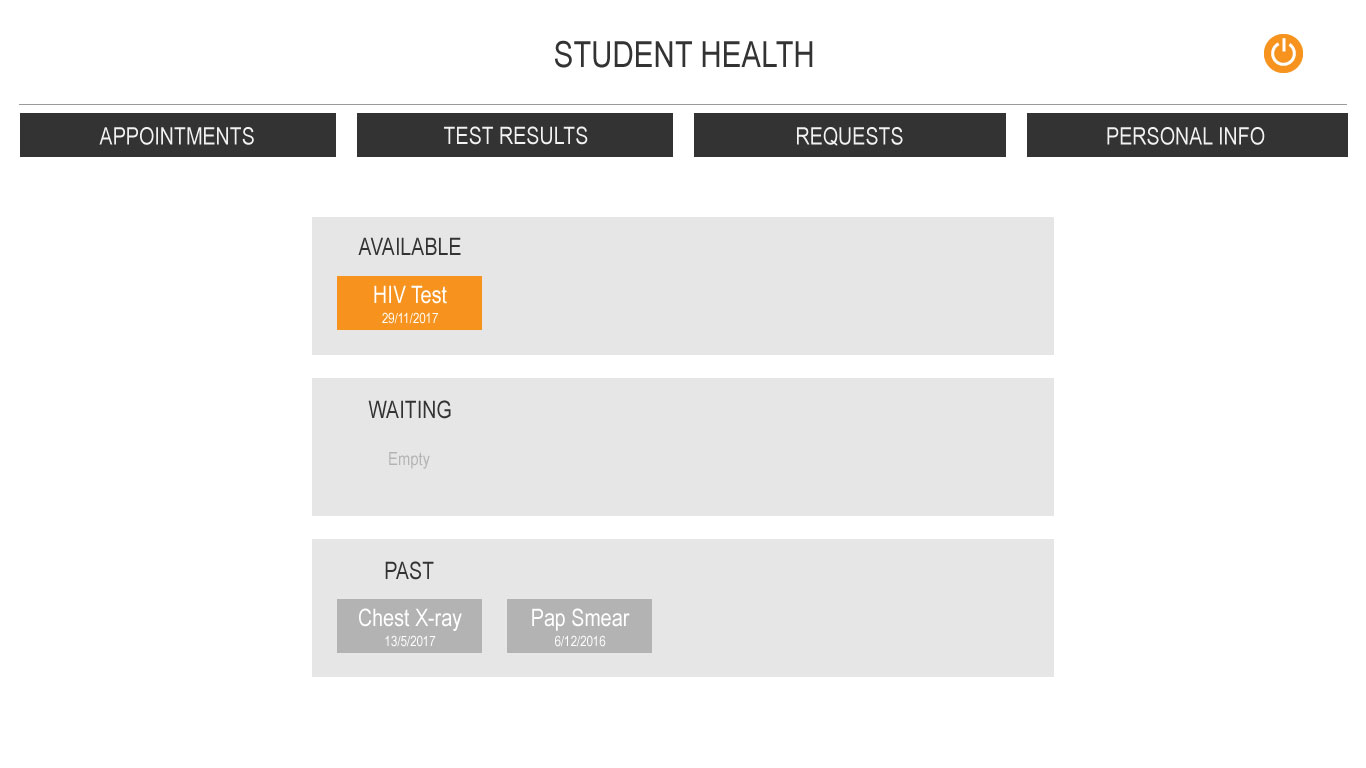 STUDENT HEALTH
APPOINTMENTS
TEST RESULTS
REQUESTS
PERSONAL INFO
AVAILABLE
HIV Test
29/11/2017
WAITING
Empty
PAST
Chest X-ray
13/5/2017
Pap Smear
6/12/2016